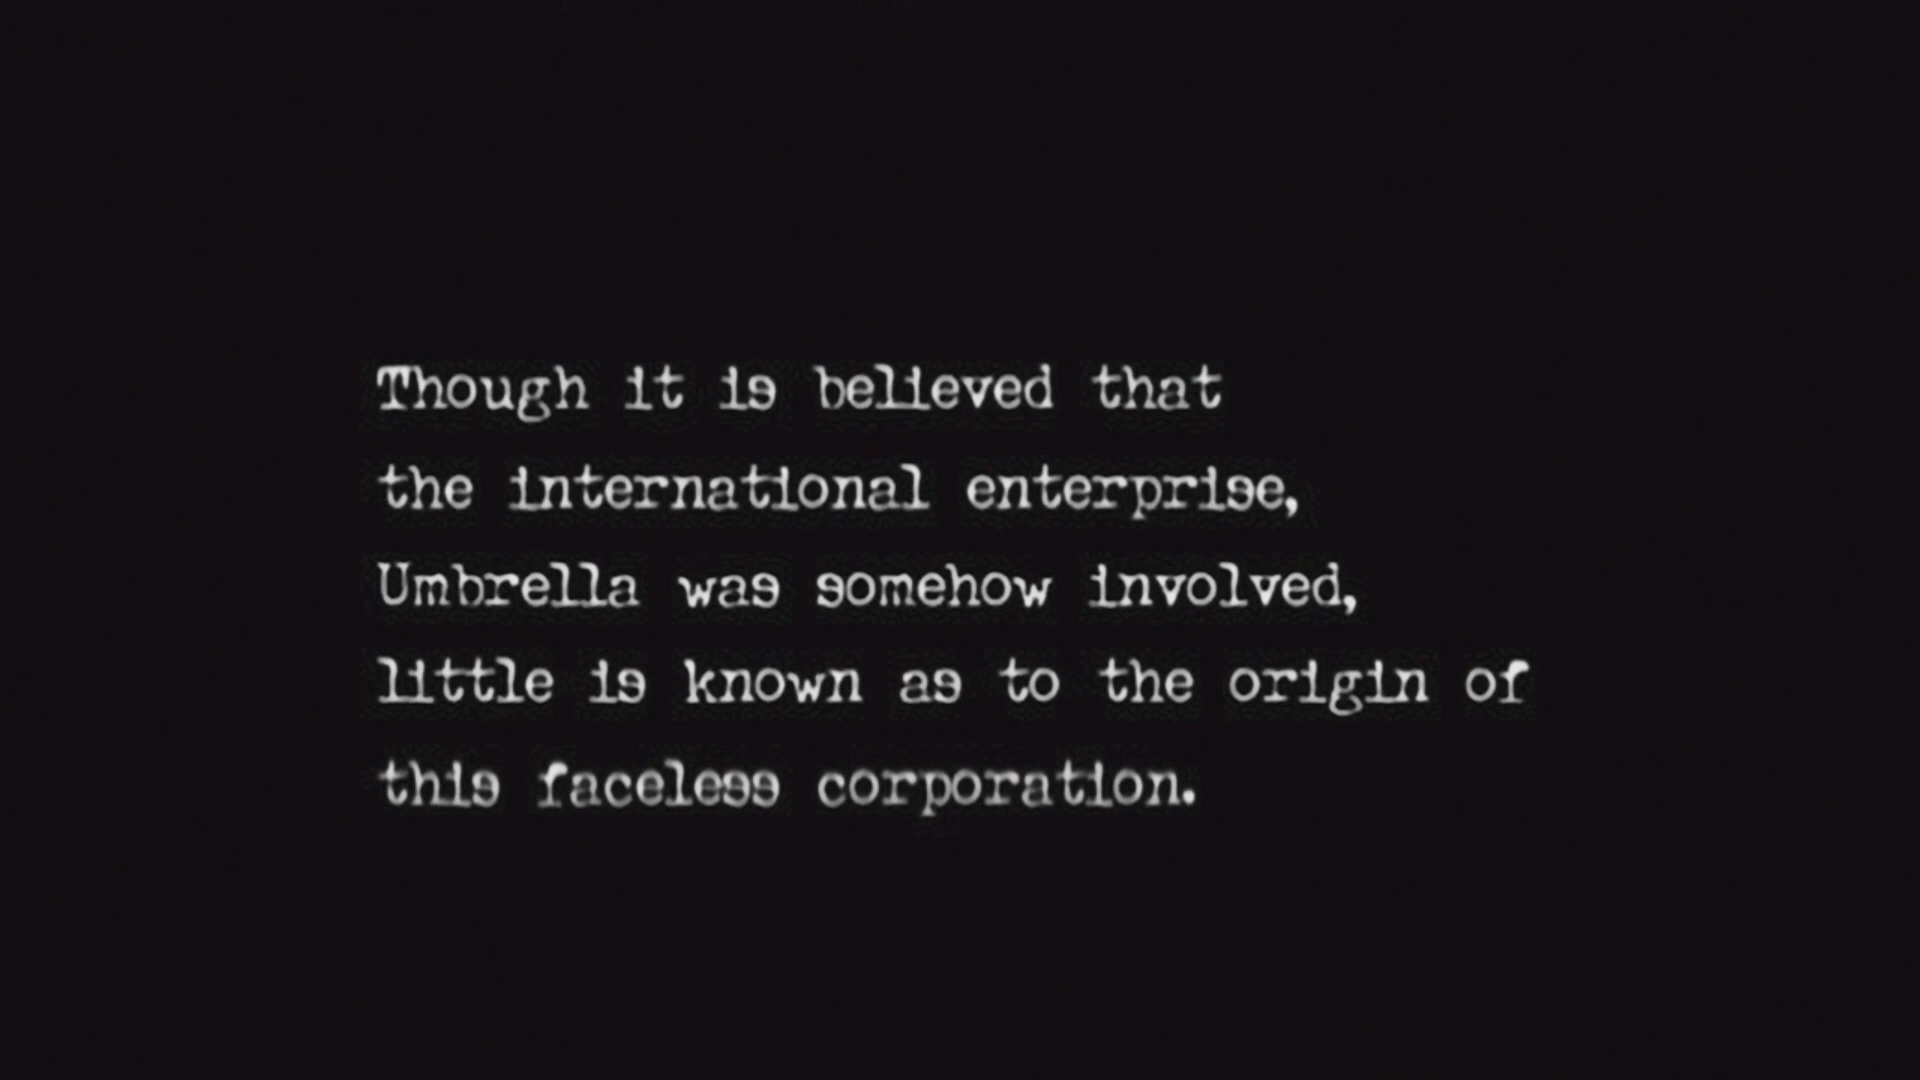 Though it is believed that
the international enterprise,
Umbrella was somehow involved,
little is known as to the origin of
this faceless corporation.